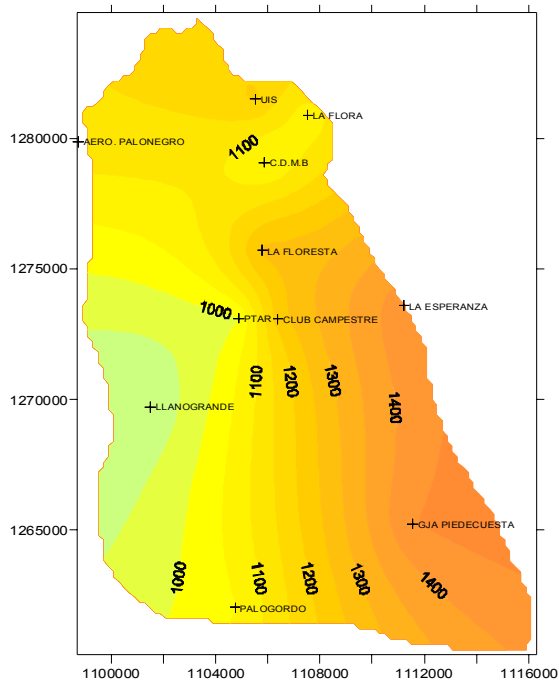 UIS
LA FLORA
1280000
AERO. PALONEGRO
1100
C.D.M.B
LA FLORESTA
1275000
LA ESPERANZA
1000
PTAR
CLUB CAMPESTRE
1100
1200
1300
1400
1270000
LLANOGRANDE
1265000
GJA PIEDECUESTA
1000
1100
1200
1300
1400
PALOGORDO
1100000
1104000
1108000
1112000
1116000